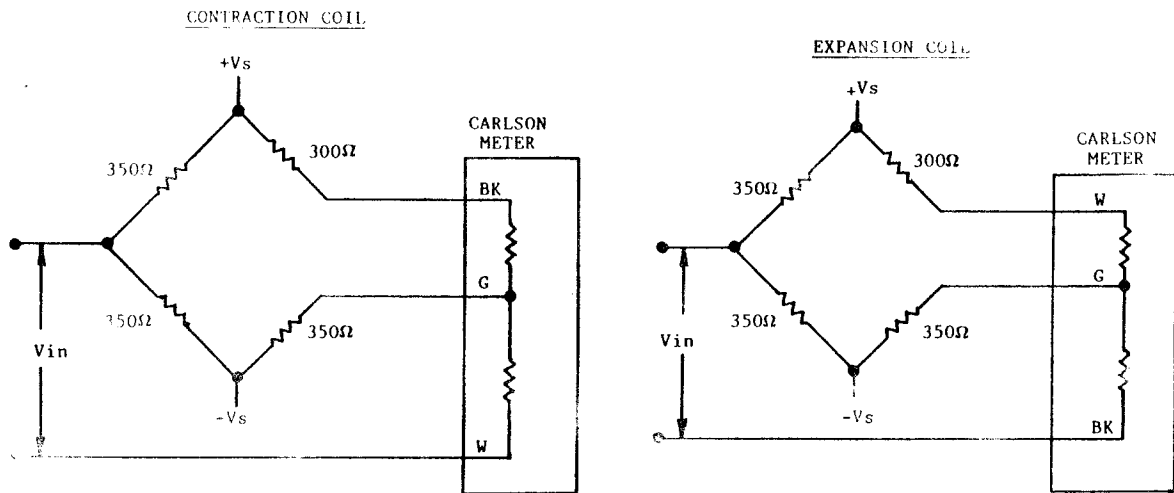 CONTRACTION COIL
+Vs
350Ω
300Ω
CARLSON
METER
BK
G
350Ω
350Ω
Vin
-Vs
W
EXPANSION COIL
+Vs
350Ω
300Ω
CARLSON
METER
W
G
350Ω
350Ω
Vin
-Vs
BK